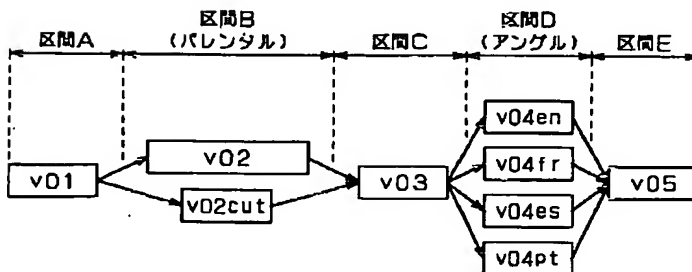 区間A
区間B
(パレンタル)
区間C
区間D
(アングル)
区間E
v01
v02
v02cut
v03
v04en
v04fr
v04es
v04pt
v05